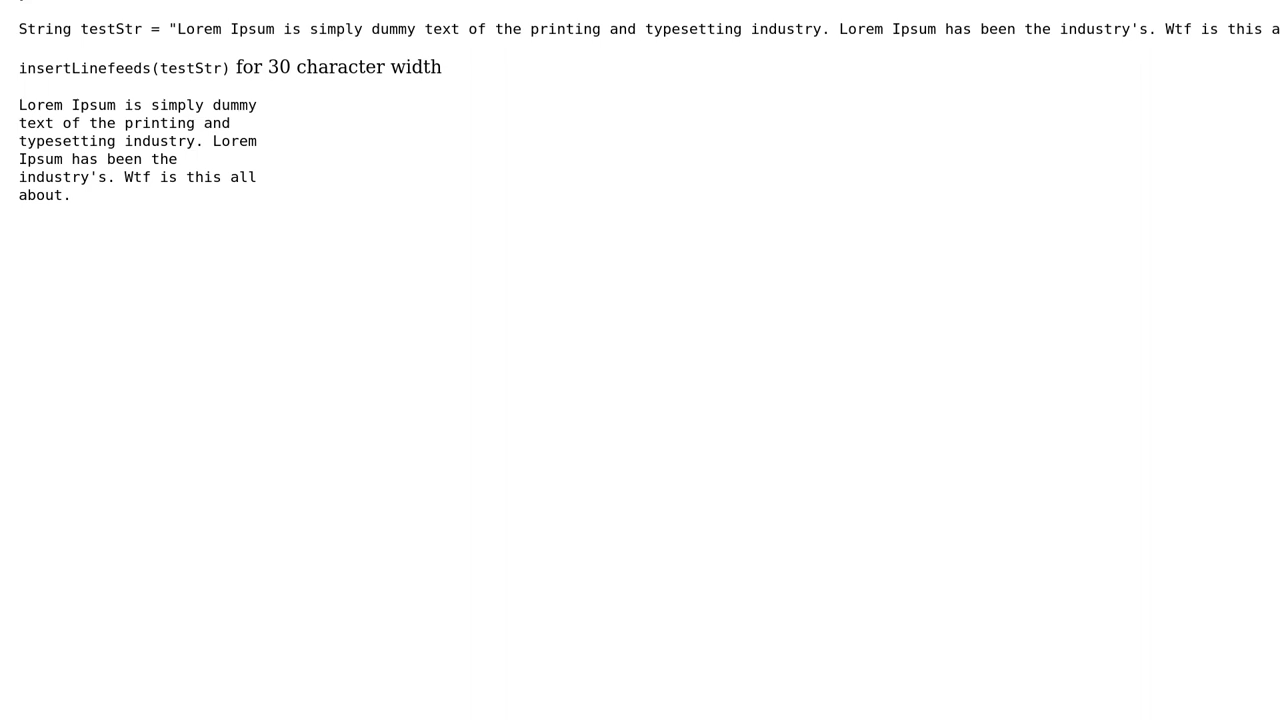 String testStr = "Lorem Ipsum is simply dummy text of the printing and typesetting industry. Lorem Ipsum has been the industry's. Wtf is this a
insertLinefeeds(testStr) for 30 character width
Lorem Ipsum is simply dummy
text of the printing and
typesetting industry. Lorem
Ipsum has been the
industry's. Wtf is this all
about.